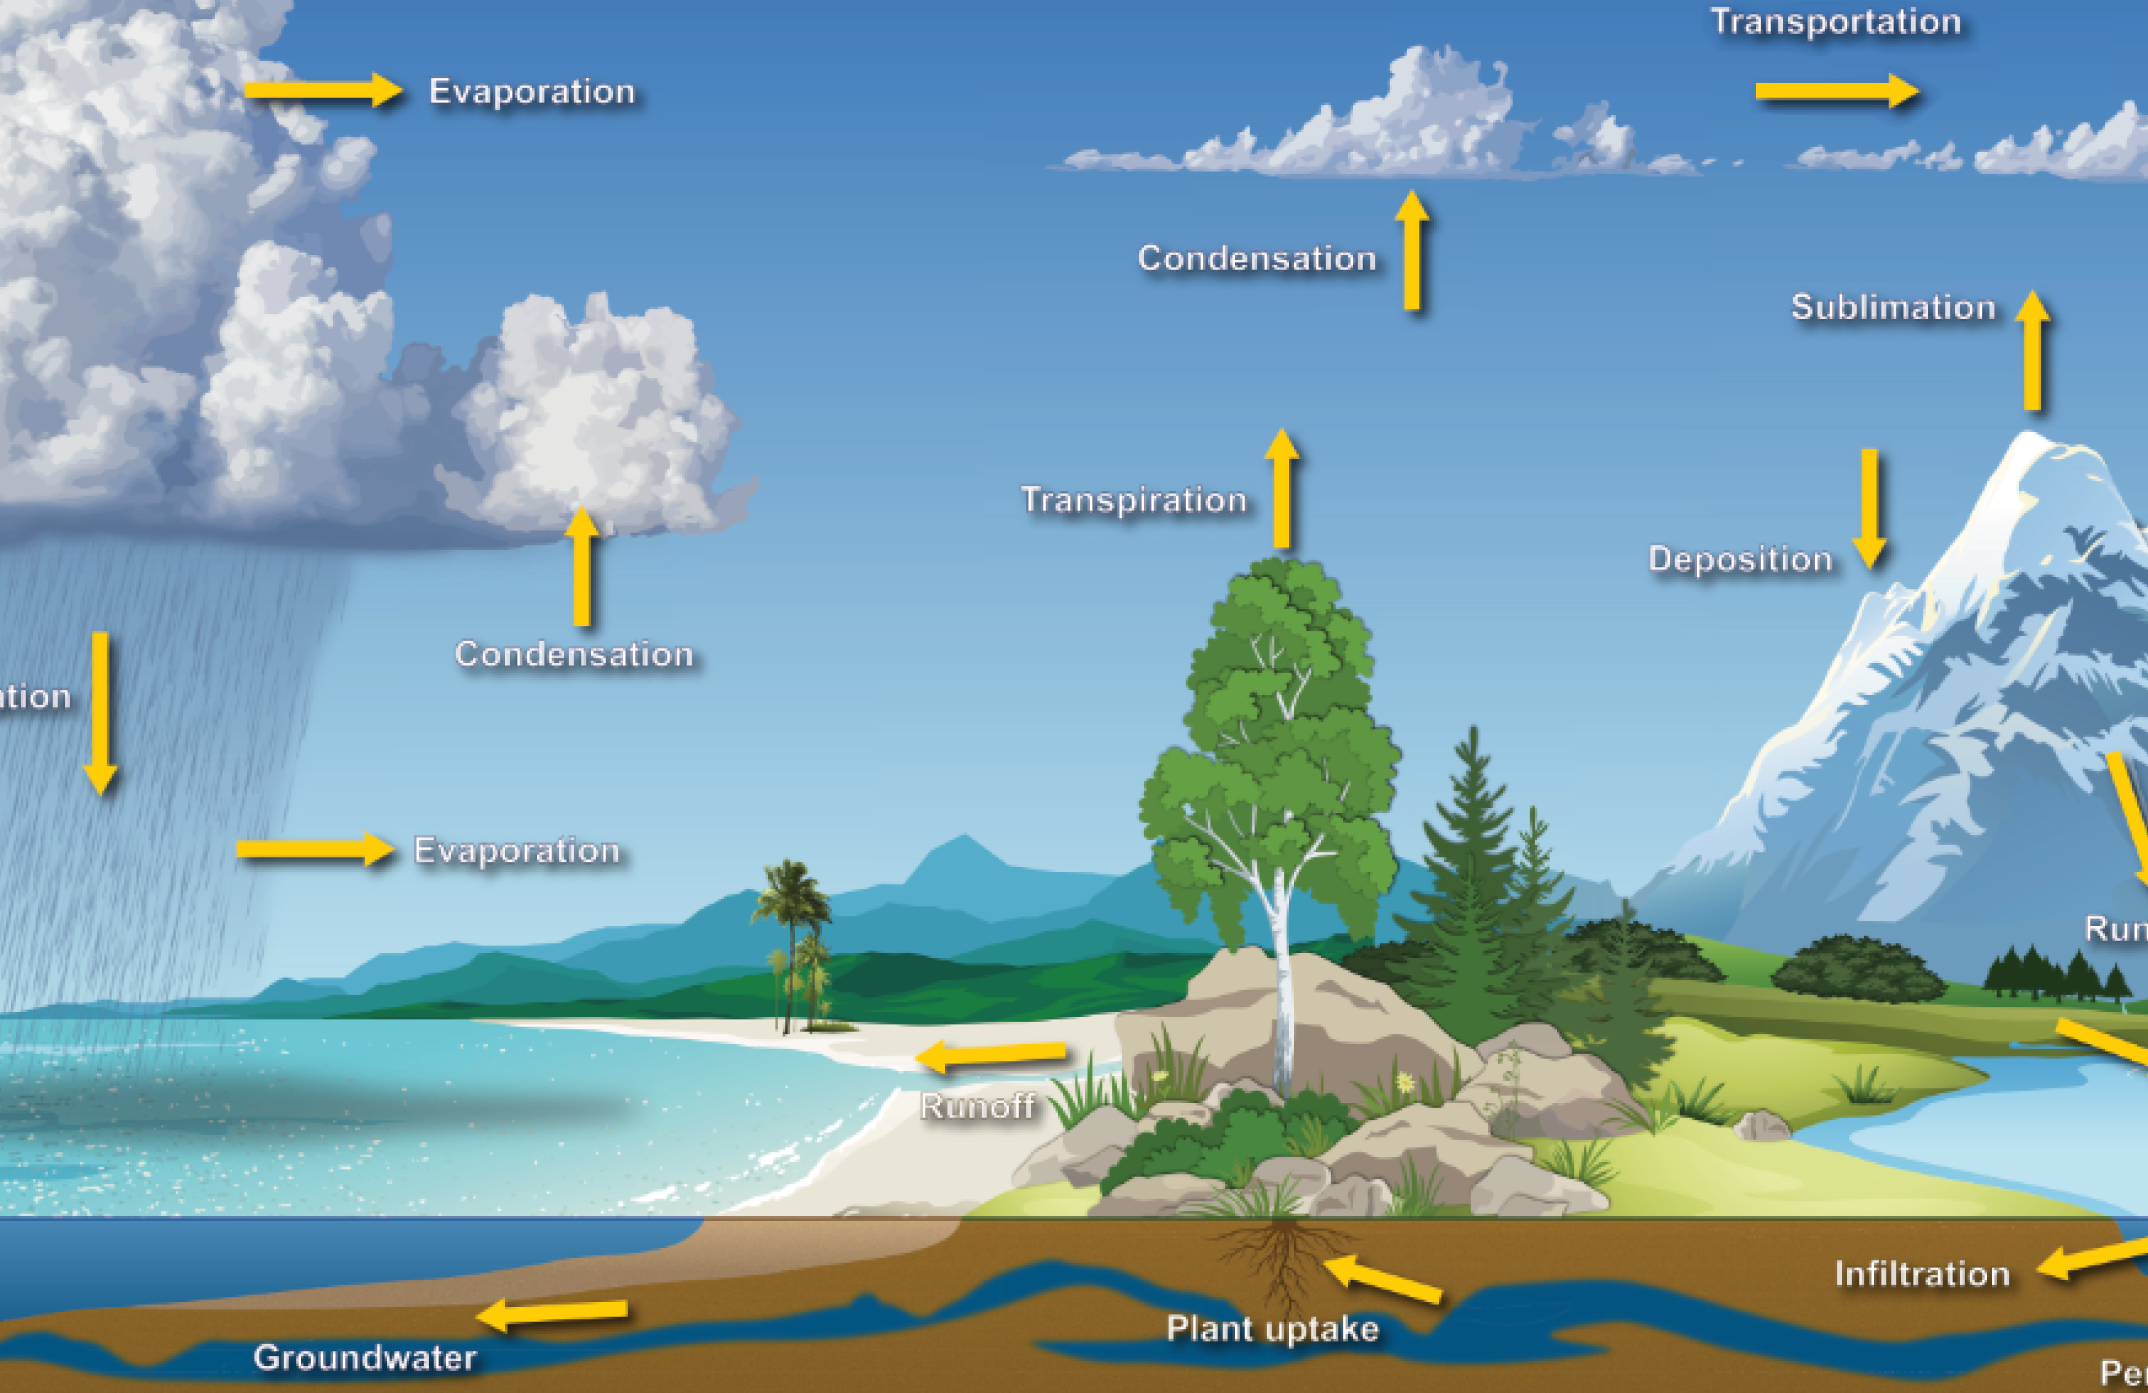 Transportation
Evaporation
Condensation
Sublimation
Transpiration
Deposition
Condensation
Evaporation
Runoff
Infiltration
Plant uptake
Groundwater